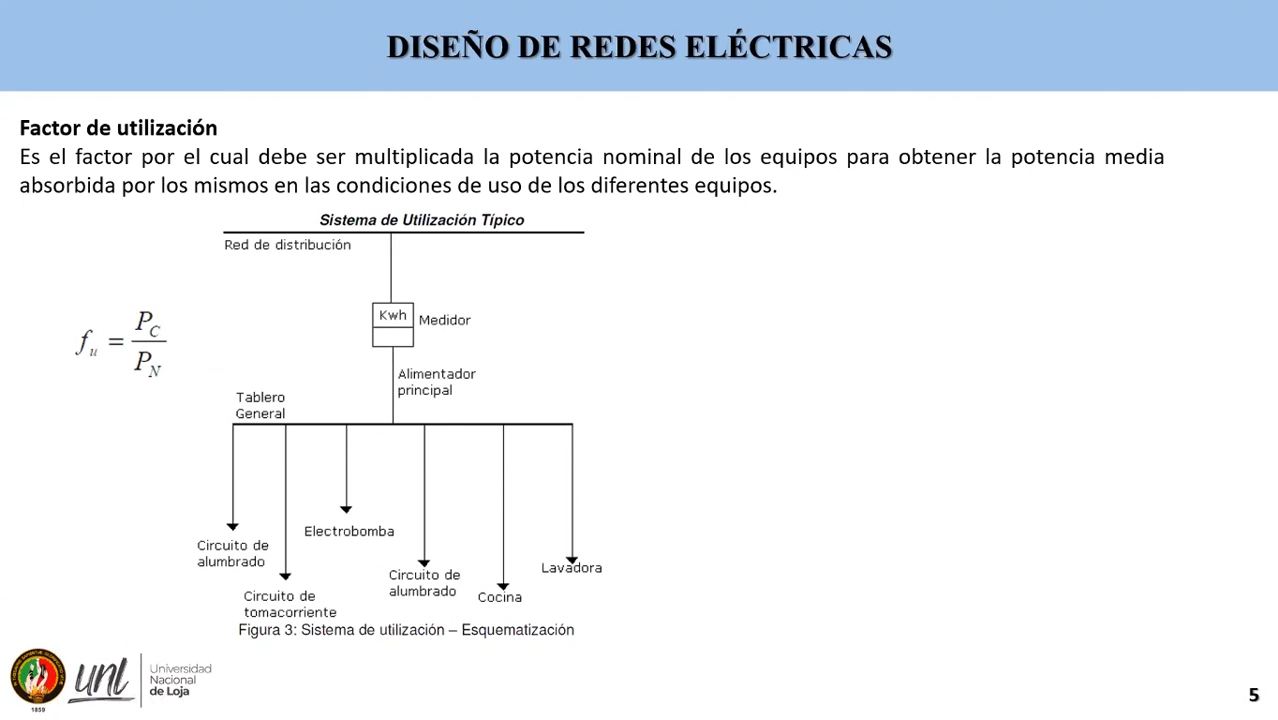 DISEÑO DE REDES ELÉCTRICAS
Factor de utilización
Es el factor por el cual debe ser multiplicada la potencia nominal de los equipos para obtener la potencia media
absorbida por los mismos en las condiciones de uso de los diferentes equipos.
Sistema de Utilización Típico
Red de distribución
Kwh
Medidor
f_u = P_C / P_N
Alimentador
principal
Tablero
General
Electrobomba
Circuito de
alumbrado
Circuito de
tomacorriente
Circuito de
alumbrado
Cocina
Lavadora
Figura 3: Sistema de utilización – Esquematización
1859
unl
Universidad
Nacional
de Loja
5